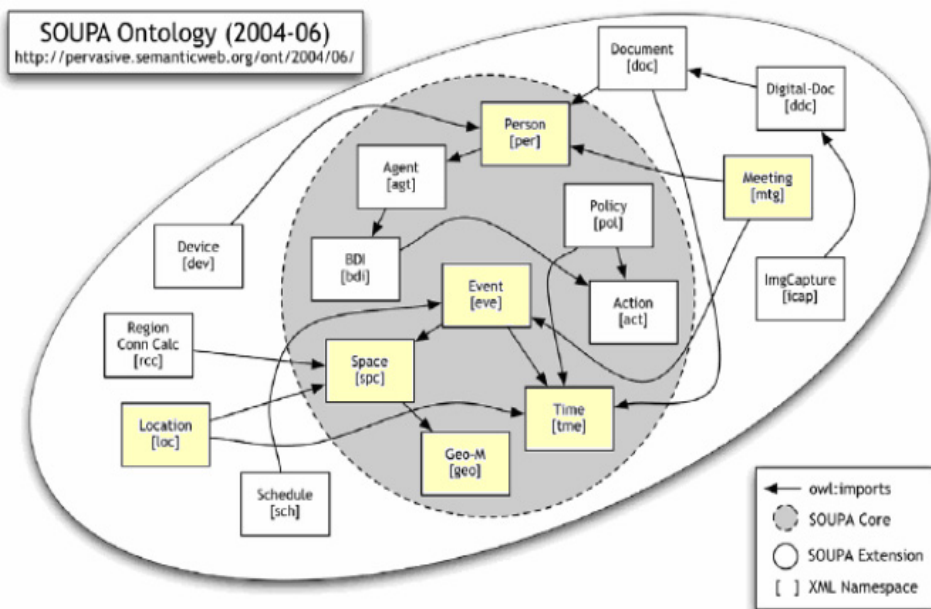 SOUPA Ontology (2004-06)
http://pervasive.semanticweb.org/ont/2004/06/
Document
[doc]
Digital-Doc
[ddc]
Person
[per]
Agent
[agt]
Meeting
[mtg]
Policy
[pol]
Device
[dev]
BDI
[bdi]
Event
[eve]
Action
[act]
ImgCapture
[icap]
Region
Conn Calc
[rcc]
Space
[spc]
Location
[loc]
Time
[tme]
Geo-M
[geo]
Schedule
[sch]
owl:imports
SOUPA Core
SOUPA Extension
[ ] XML Namespace